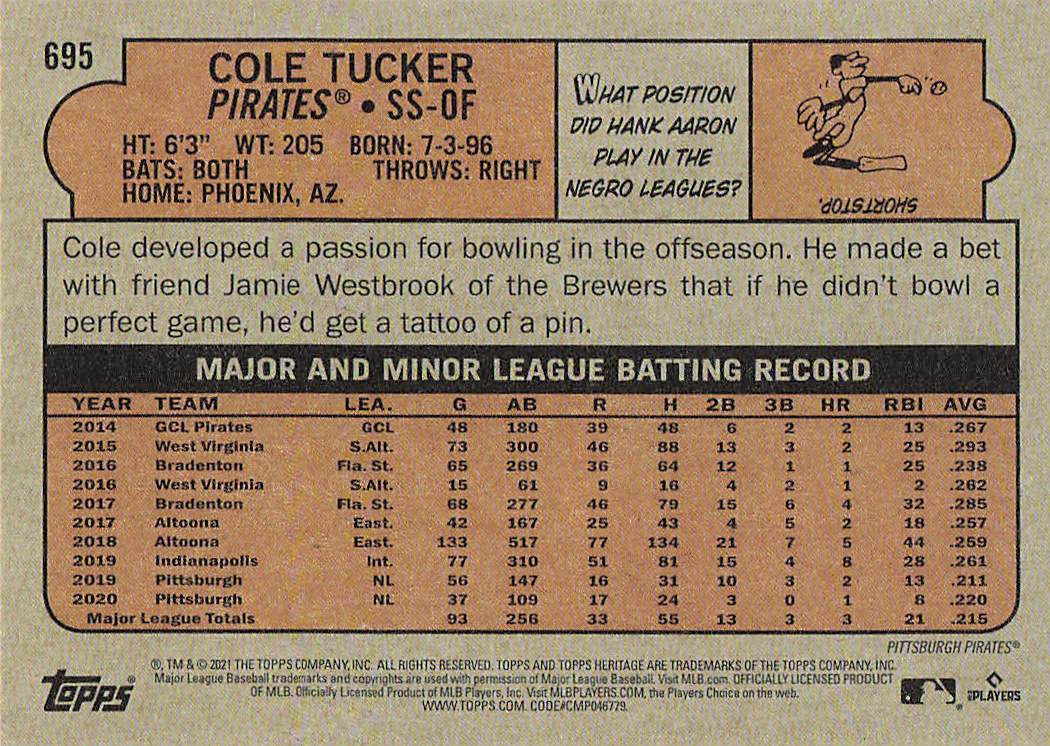 695
COLE TUCKER
PIRATES® • SS-OF
HT: 6'3" WT: 205 BORN: 7-3-96
BATS: BOTH THROWS: RIGHT
HOME: PHOENIX, AZ.
WHAT POSITION
DID HANK AARON
PLAY IN THE
NEGRO LEAGUES?
SHORTSTOP.
Cole developed a passion for bowling in the offseason. He made a bet
with friend Jamie Westbrook of the Brewers that if he didn't bowl a
perfect game, he'd get a tattoo of a pin.
MAJOR AND MINOR LEAGUE BATTING RECORD
YEAR TEAM LEA. G AB R H 2B 3B HR RBI AVG
2014 GCL Pirates GCL 48 180 39 48 6 2 2 13 .267
2015 West Virginia S.Alt. 73 300 46 88 13 3 2 25 .293
2016 Bradenton Fla. St. 65 269 36 64 12 1 1 25 .238
2016 West Virginia S.Alt. 15 61 9 16 4 2 1 2 .262
2017 Bradenton Fla. St. 68 277 46 79 15 6 4 32 .285
2017 Altoona East. 42 167 25 43 4 5 2 18 .257
2018 Altoona East. 133 517 77 134 21 7 5 44 .259
2019 Indianapolis Int. 77 310 51 81 15 4 8 28 .261
2019 Pittsburgh NL 56 147 16 31 10 3 2 13 .211
2020 Pittsburgh NL 37 109 17 24 3 0 1 8 .220
Major League Totals 93 256 33 55 13 3 3 21 .215
PITTSBURGH PIRATES®
®, TM & © 2021 THE TOPPS COMPANY, INC. ALL RIGHTS RESERVED. TOPPS AND TOPPS HERITAGE ARE TRADEMARKS OF THE TOPPS COMPANY, INC.
Major League Baseball trademarks and copyrights are used with permission of Major League Baseball. Visit MLB.com. OFFICIALLY LICENSED PRODUCT
OF MLB. Officially Licensed Product of MLB Players, Inc. Visit MLBPLAYERS.COM, the Players Choice on the web.
WWW.TOPPS.COM. CODE#CMP046779.
Topps®
MLB PLAYERS